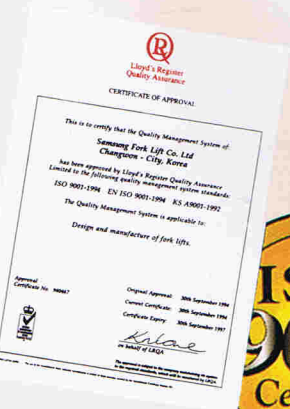 R
Lloyd's Register
Quality Assurance
CERTIFICATE OF APPROVAL
This is to certify that the Quality Management System of:
Samsung Fork Lift Co. Ltd
Changwon - City, Korea
has been approved by Lloyd's Register Quality Assurance
Limited to the following quality management system standards:
ISO 9001-1994 EN ISO 9001-1994 KS A9001-1992
The Quality Management System is applicable to:
Design and manufacture of fork lifts.
Approval
Certificate No
Original Approval: 30th September 1994
Current Certificate: 30th September 1994
Certificate Expiry: 30th September 1997
on behalf of LRQA
IS
90
Ce